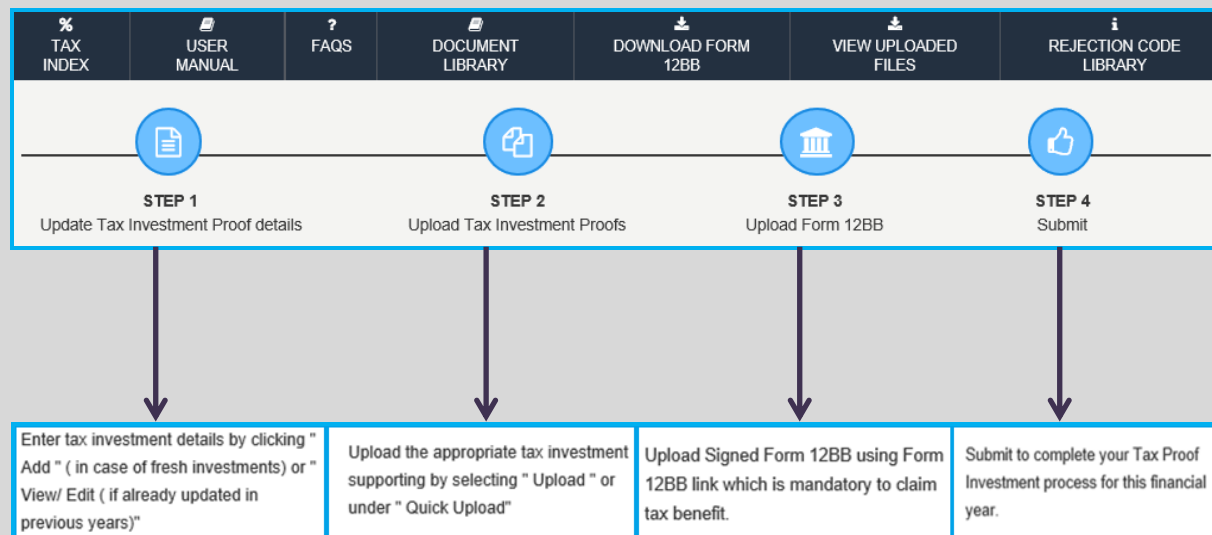 % TAX INDEX
USER MANUAL
? FAQS
DOCUMENT LIBRARY
DOWNLOAD FORM 12BB
VIEW UPLOADED FILES
i REJECTION CODE LIBRARY
STEP 1
Update Tax Investment Proof details
STEP 2
Upload Tax Investment Proofs
STEP 3
Upload Form 12BB
STEP 4
Submit
Enter tax investment details by clicking "
Add " ( in case of fresh investments) or "
View/ Edit ( if already updated in
previous years)"
Upload the appropriate tax investment
supporting by selecting " Upload " or
under " Quick Upload"
Upload Signed Form 12BB using Form
12BB link which is mandatory to claim
tax benefit.
Submit to complete your Tax Proof
Investment process for this financial
year.